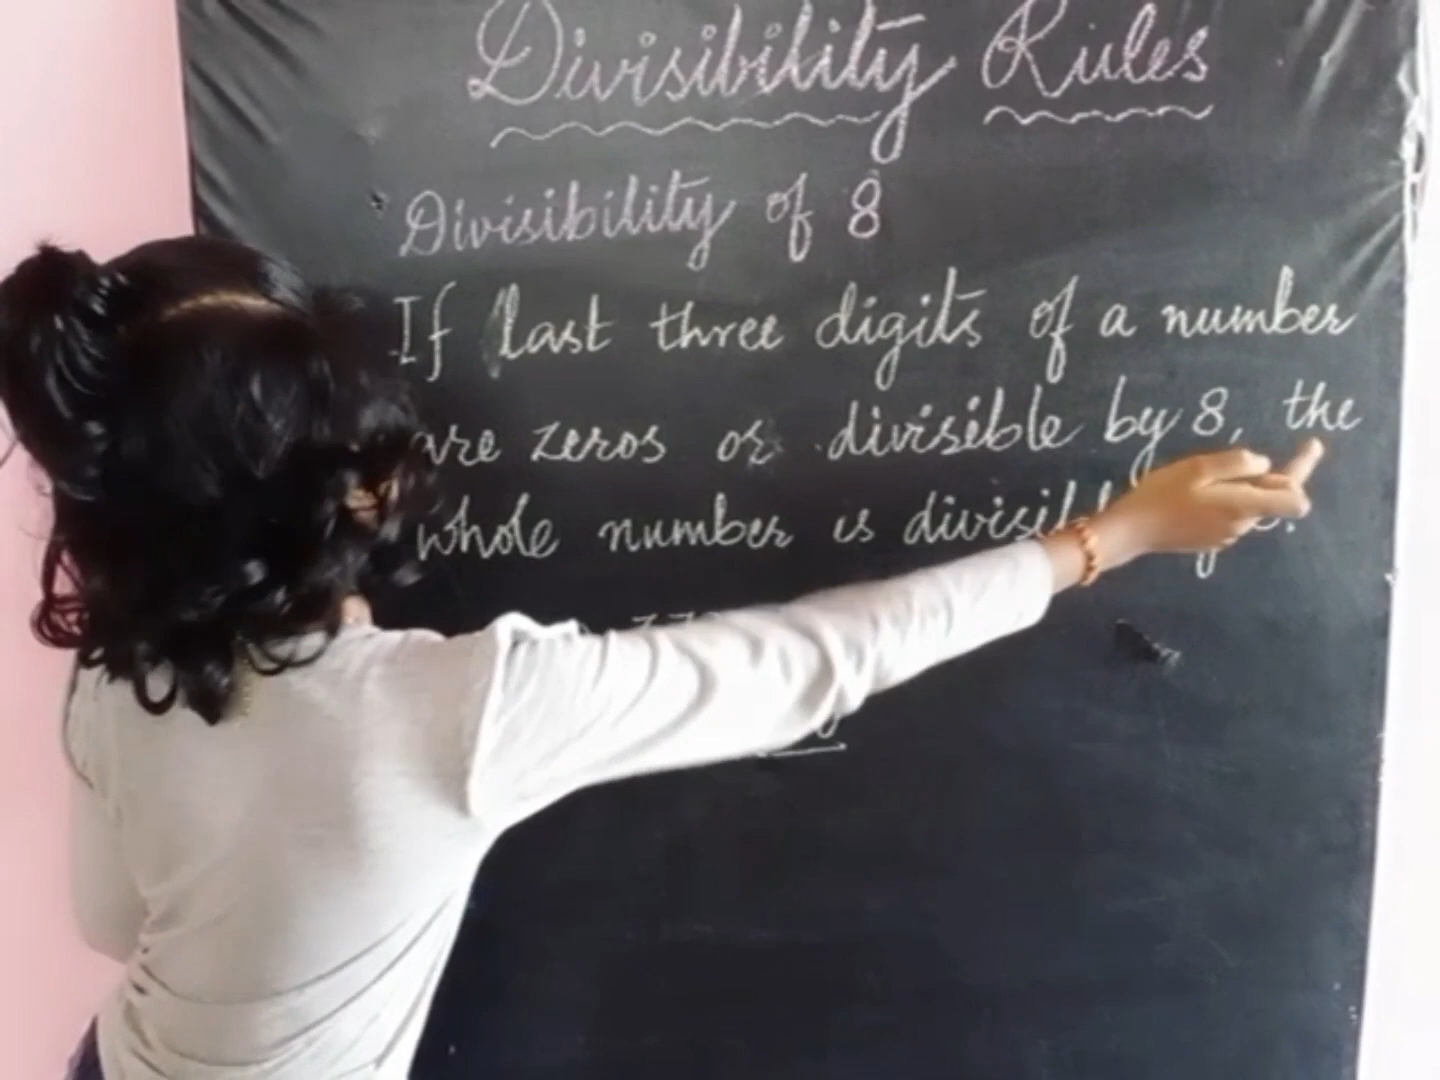 Divisibility Rules
Divisibility of 8
If last three digits of a number
are zeros or divisible by 8, the
whole number is